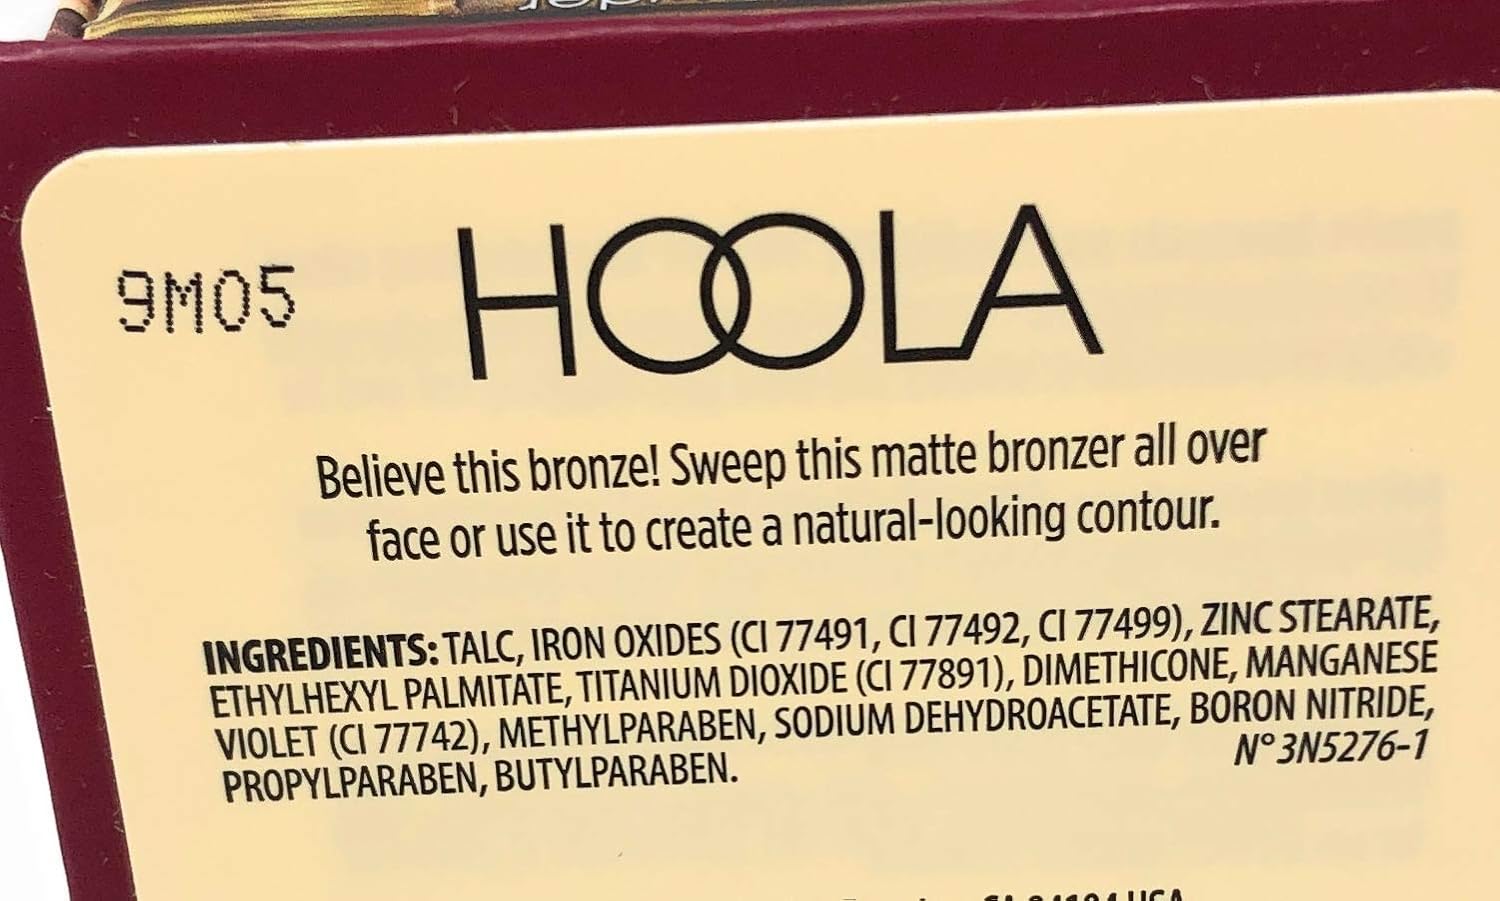 9M05
HOOLA
Believe this bronze! Sweep this matte bronzer all over
face or use it to create a natural-looking contour.
INGREDIENTS: TALC, IRON OXIDES (CI 77491, CI 77492, CI 77499), ZINC STEARATE,
ETHYLHEXYL PALMITATE, TITANIUM DIOXIDE (CI 77891), DIMETHICONE, MANGANESE
VIOLET (CI 77742), METHYLPARABEN, SODIUM DEHYDROACETATE, BORON NITRIDE,
PROPYLPARABEN, BUTYLPARABEN.
N° 3N5276-1